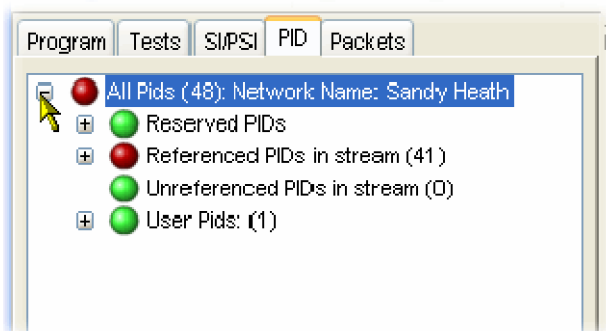 Program Tests SI/PSI PID Packets
All Pids (48): Network Name: Sandy Heath
Reserved PIDs
Referenced PIDs in stream (41)
Unreferenced PIDs in stream (0)
User Pids: (1)